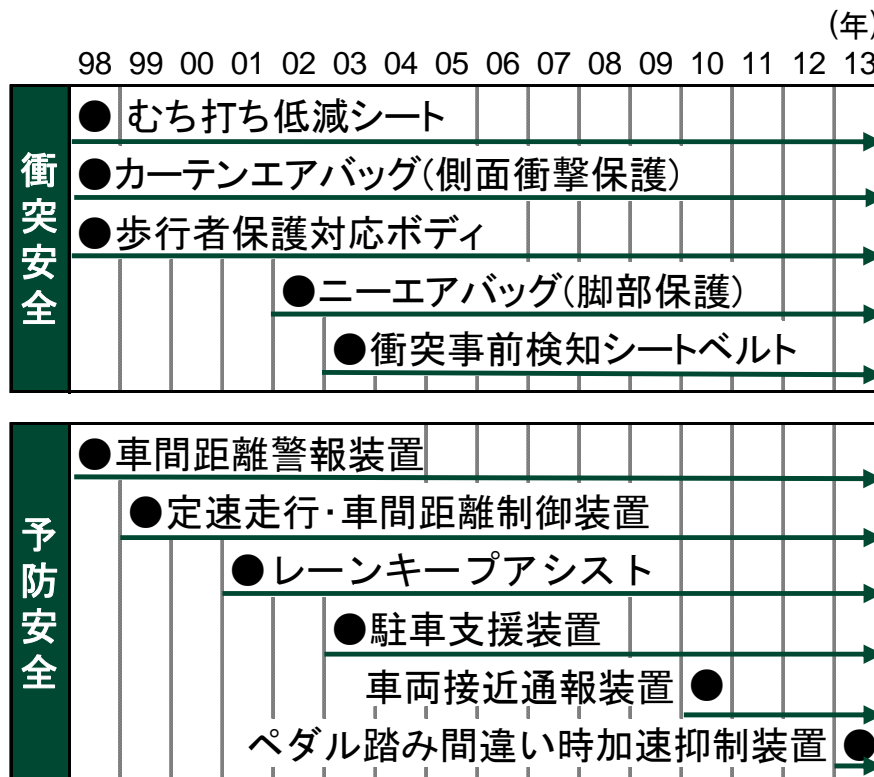 (年)
98 99 00 01 02 03 04 05 06 07 08 09 10 11 12 13
衝突安全
●むち打ち低減シート
●カーテンエアバッグ(側面衝撃保護)
●歩行者保護対応ボディ
●ニーエアバッグ(脚部保護)
●衝突事前検知シートベルト
予防安全
●車間距離警報装置
●定速走行・車間距離制御装置
●レーンキープアシスト
●駐車支援装置
車両接近通報装置●
ペダル踏み間違い時加速抑制装置●